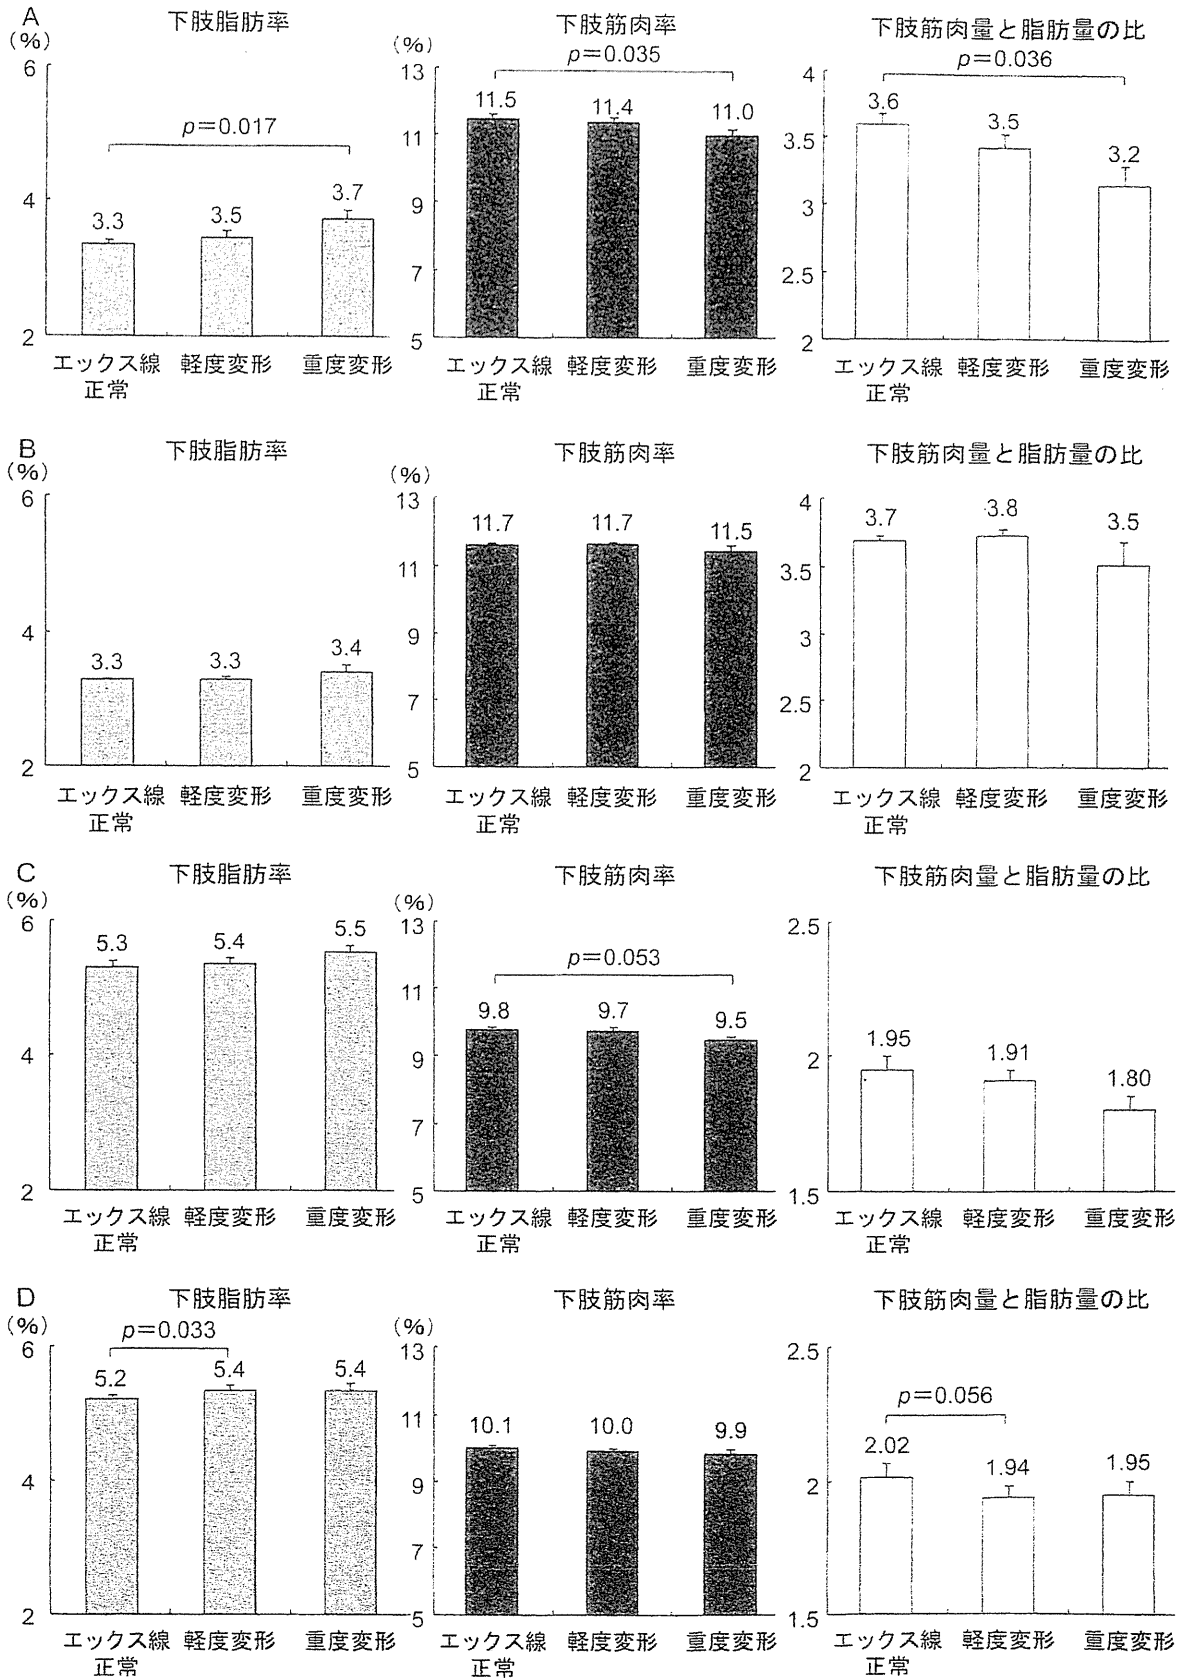 A
(%)
下肢脂肪率
6
4
2
p=0.017
3.3
3.5
3.7
エックス線
正常
軽度変形
重度変形
下肢筋肉率
(%)
13
11
9
7
5
p=0.035
11.5
11.4
11.0
エックス線
正常
軽度変形
重度変形
下肢筋肉量と脂肪量の比
4
3.5
3
2.5
2
p=0.036
3.6
3.5
3.2
エックス線
正常
軽度変形
重度変形
B
(%)
下肢脂肪率
6
4
2
3.3
3.3
3.4
エックス線
正常
軽度変形
重度変形
下肢筋肉率
(%)
13
11
9
7
5
11.7
11.7
11.5
エックス線
正常
軽度変形
重度変形
下肢筋肉量と脂肪量の比
4
3.5
3
2.5
2
3.7
3.8
3.5
エックス線
正常
軽度変形
重度変形
C
(%)
下肢脂肪率
6
4
2
5.3
5.4
5.5
エックス線
正常
軽度変形
重度変形
下肢筋肉率
(%)
13
11
9
7
5
p=0.053
9.8
9.7
9.5
エックス線
正常
軽度変形
重度変形
下肢筋肉量と脂肪量の比
2.5
2
1.5
1.95
1.91
1.80
エックス線
正常
軽度変形
重度変形
D
(%)
下肢脂肪率
6
4
2
p=0.033
5.2
5.4
5.4
エックス線
正常
軽度変形
重度変形
下肢筋肉率
(%)
13
11
9
7
5
10.1
10.0
9.9
エックス線
正常
軽度変形
重度変形
下肢筋肉量と脂肪量の比
2.5
2
1.5
p=0.056
2.02
1.94
1.95
エックス線
正常
軽度変形
重度変形